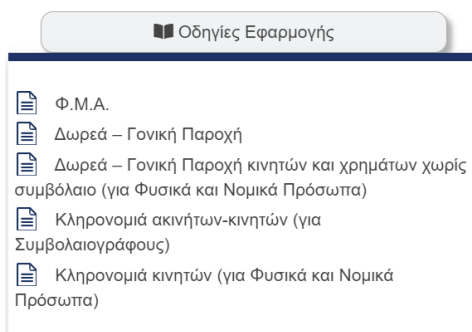 Οδηγίες Εφαρμογής
Φ.Μ.Α.
Δωρεά – Γονική Παροχή
Δωρεά – Γονική Παροχή κινητών και χρημάτων χωρίς
συμβόλαιο (για Φυσικά και Νομικά Πρόσωπα)
Κληρονομιά ακινήτων-κινητών (για
Συμβολαιογράφους)
Κληρονομιά κινητών (για Φυσικά και Νομικά
Πρόσωπα)